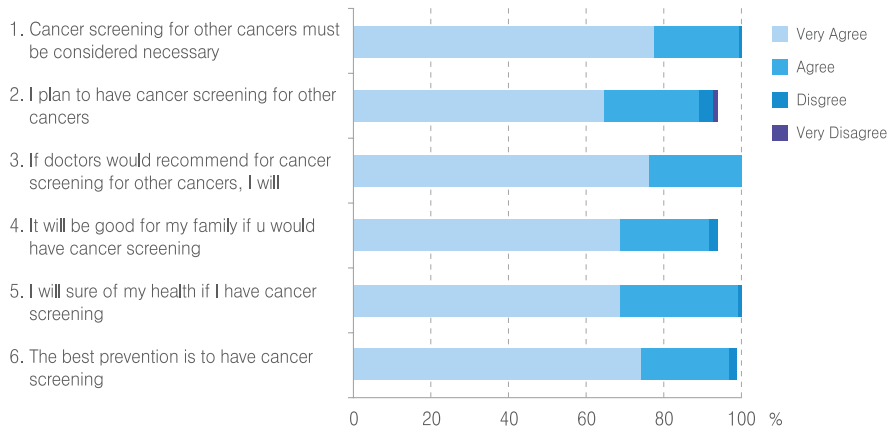 1. Cancer screening for other cancers must
be considered necessary
2. I plan to have cancer screening for other
cancers
3. If doctors would recommend for cancer
screening for other cancers, I will
4. It will be good for my family if u would
have cancer screening
5. I will sure of my health if I have cancer
screening
6. The best prevention is to have cancer
screening
0 20 40 60 80 100 %
Very Agree
Agree
Disgree
Very Disagree